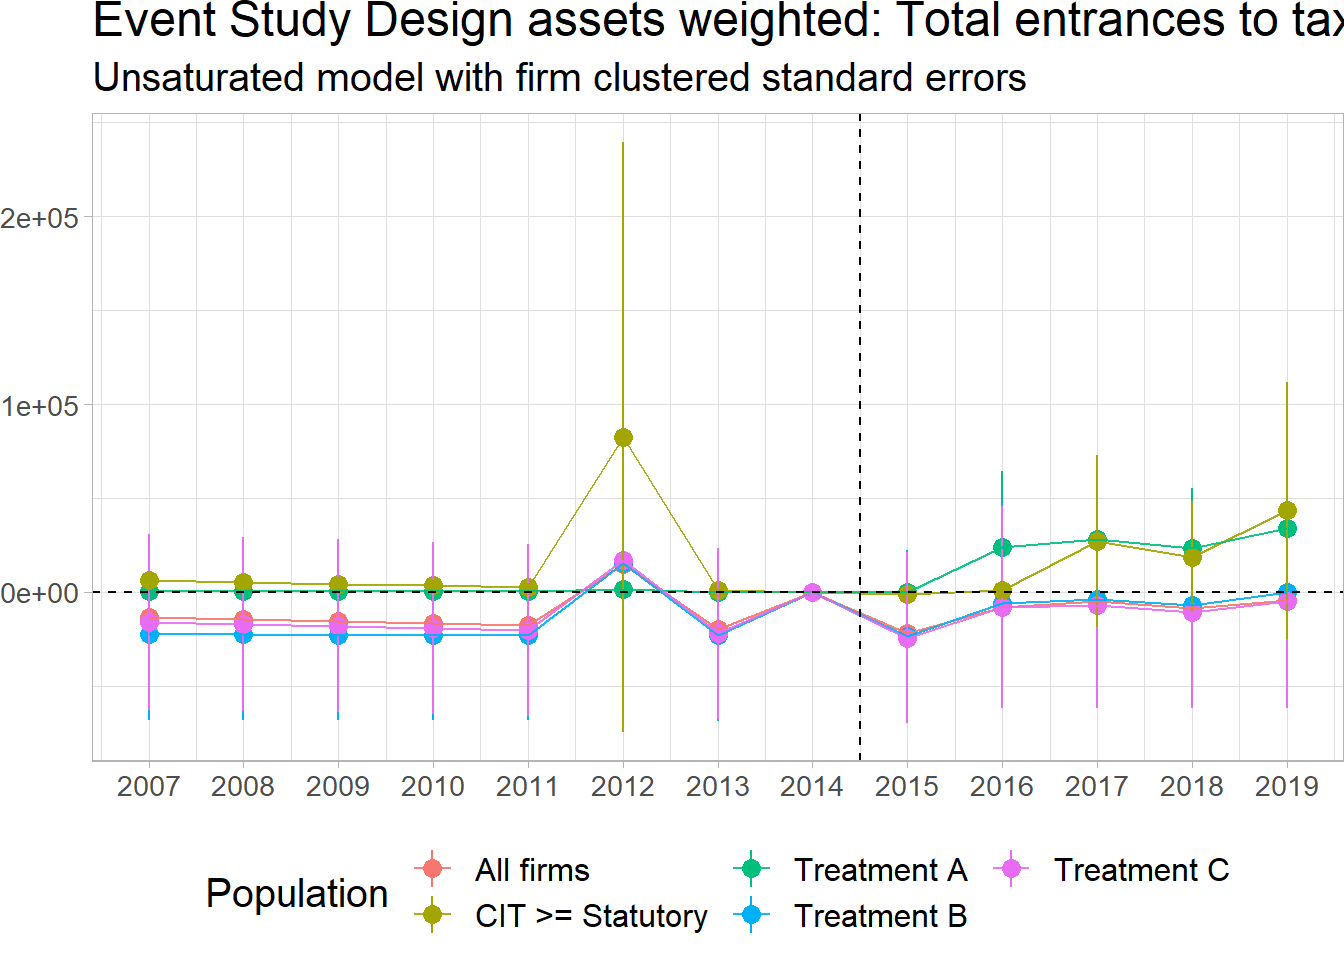 Event Study Design assets weighted: Total entrances to tax
Unsaturated model with firm clustered standard errors
2e+05
1e+05
0e+00
2007 2008 2009 2010 2011 2012 2013 2014 2015 2016 2017 2018 2019
Population
All firms
CIT >= Statutory
Treatment A
Treatment B
Treatment C